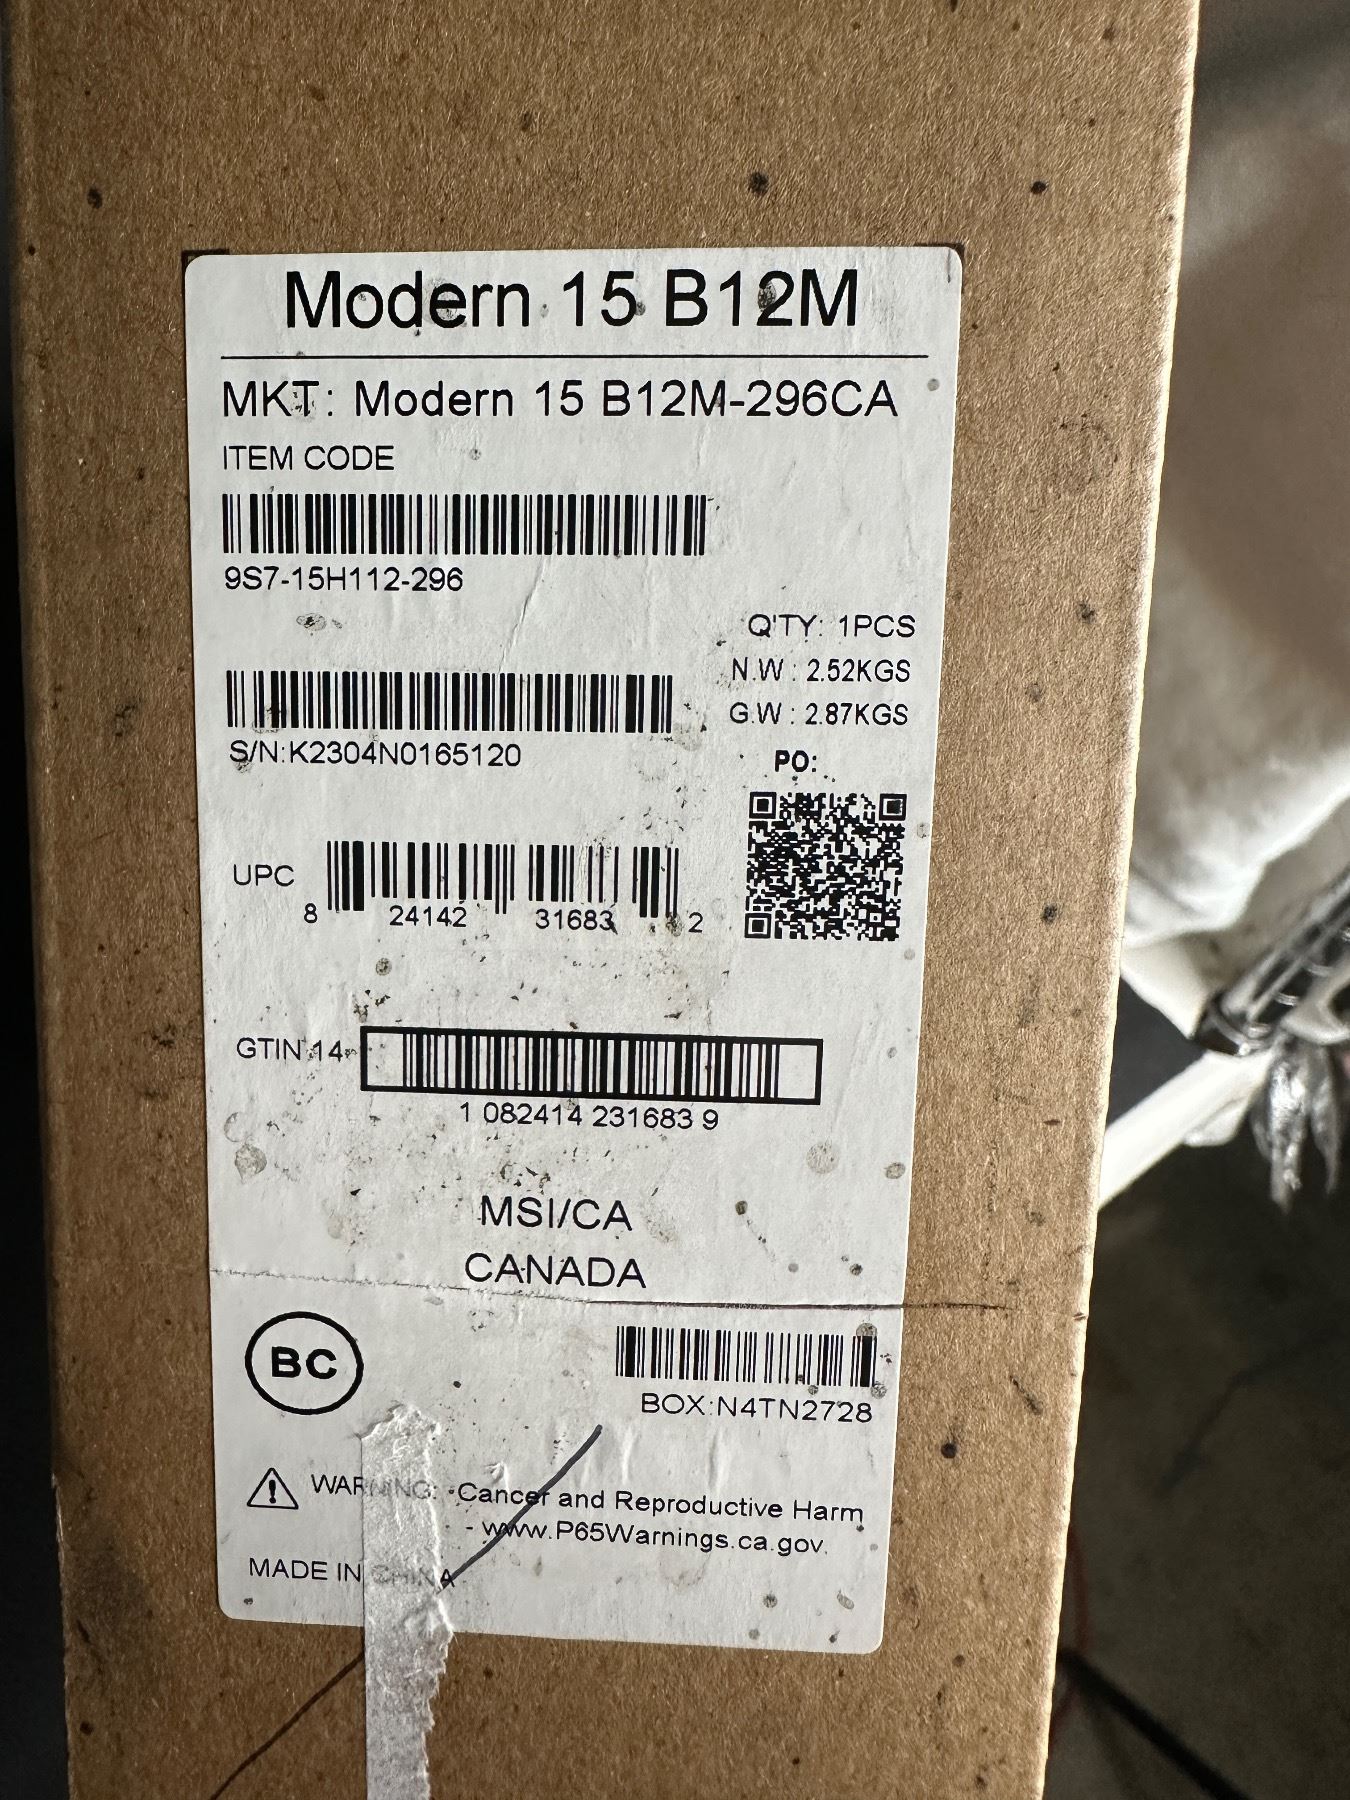 Modern 15 B12M
MKT: Modern 15 B12M-296CA
ITEM CODE
9S7-15H112-296
Q'TY: 1PCS
N.W : 2.52KGS
G.W : 2.87KGS
S/N:K2304N0165120
PO:
UPC 8 24142 31683 2
GTIN 14
1 082414 231683 9
MSI/CA
CANADA
BC
BOX:N4TN2728
WARNING: Cancer and Reproductive Harm
- www.P65Warnings.ca.gov.
MADE IN CHINA